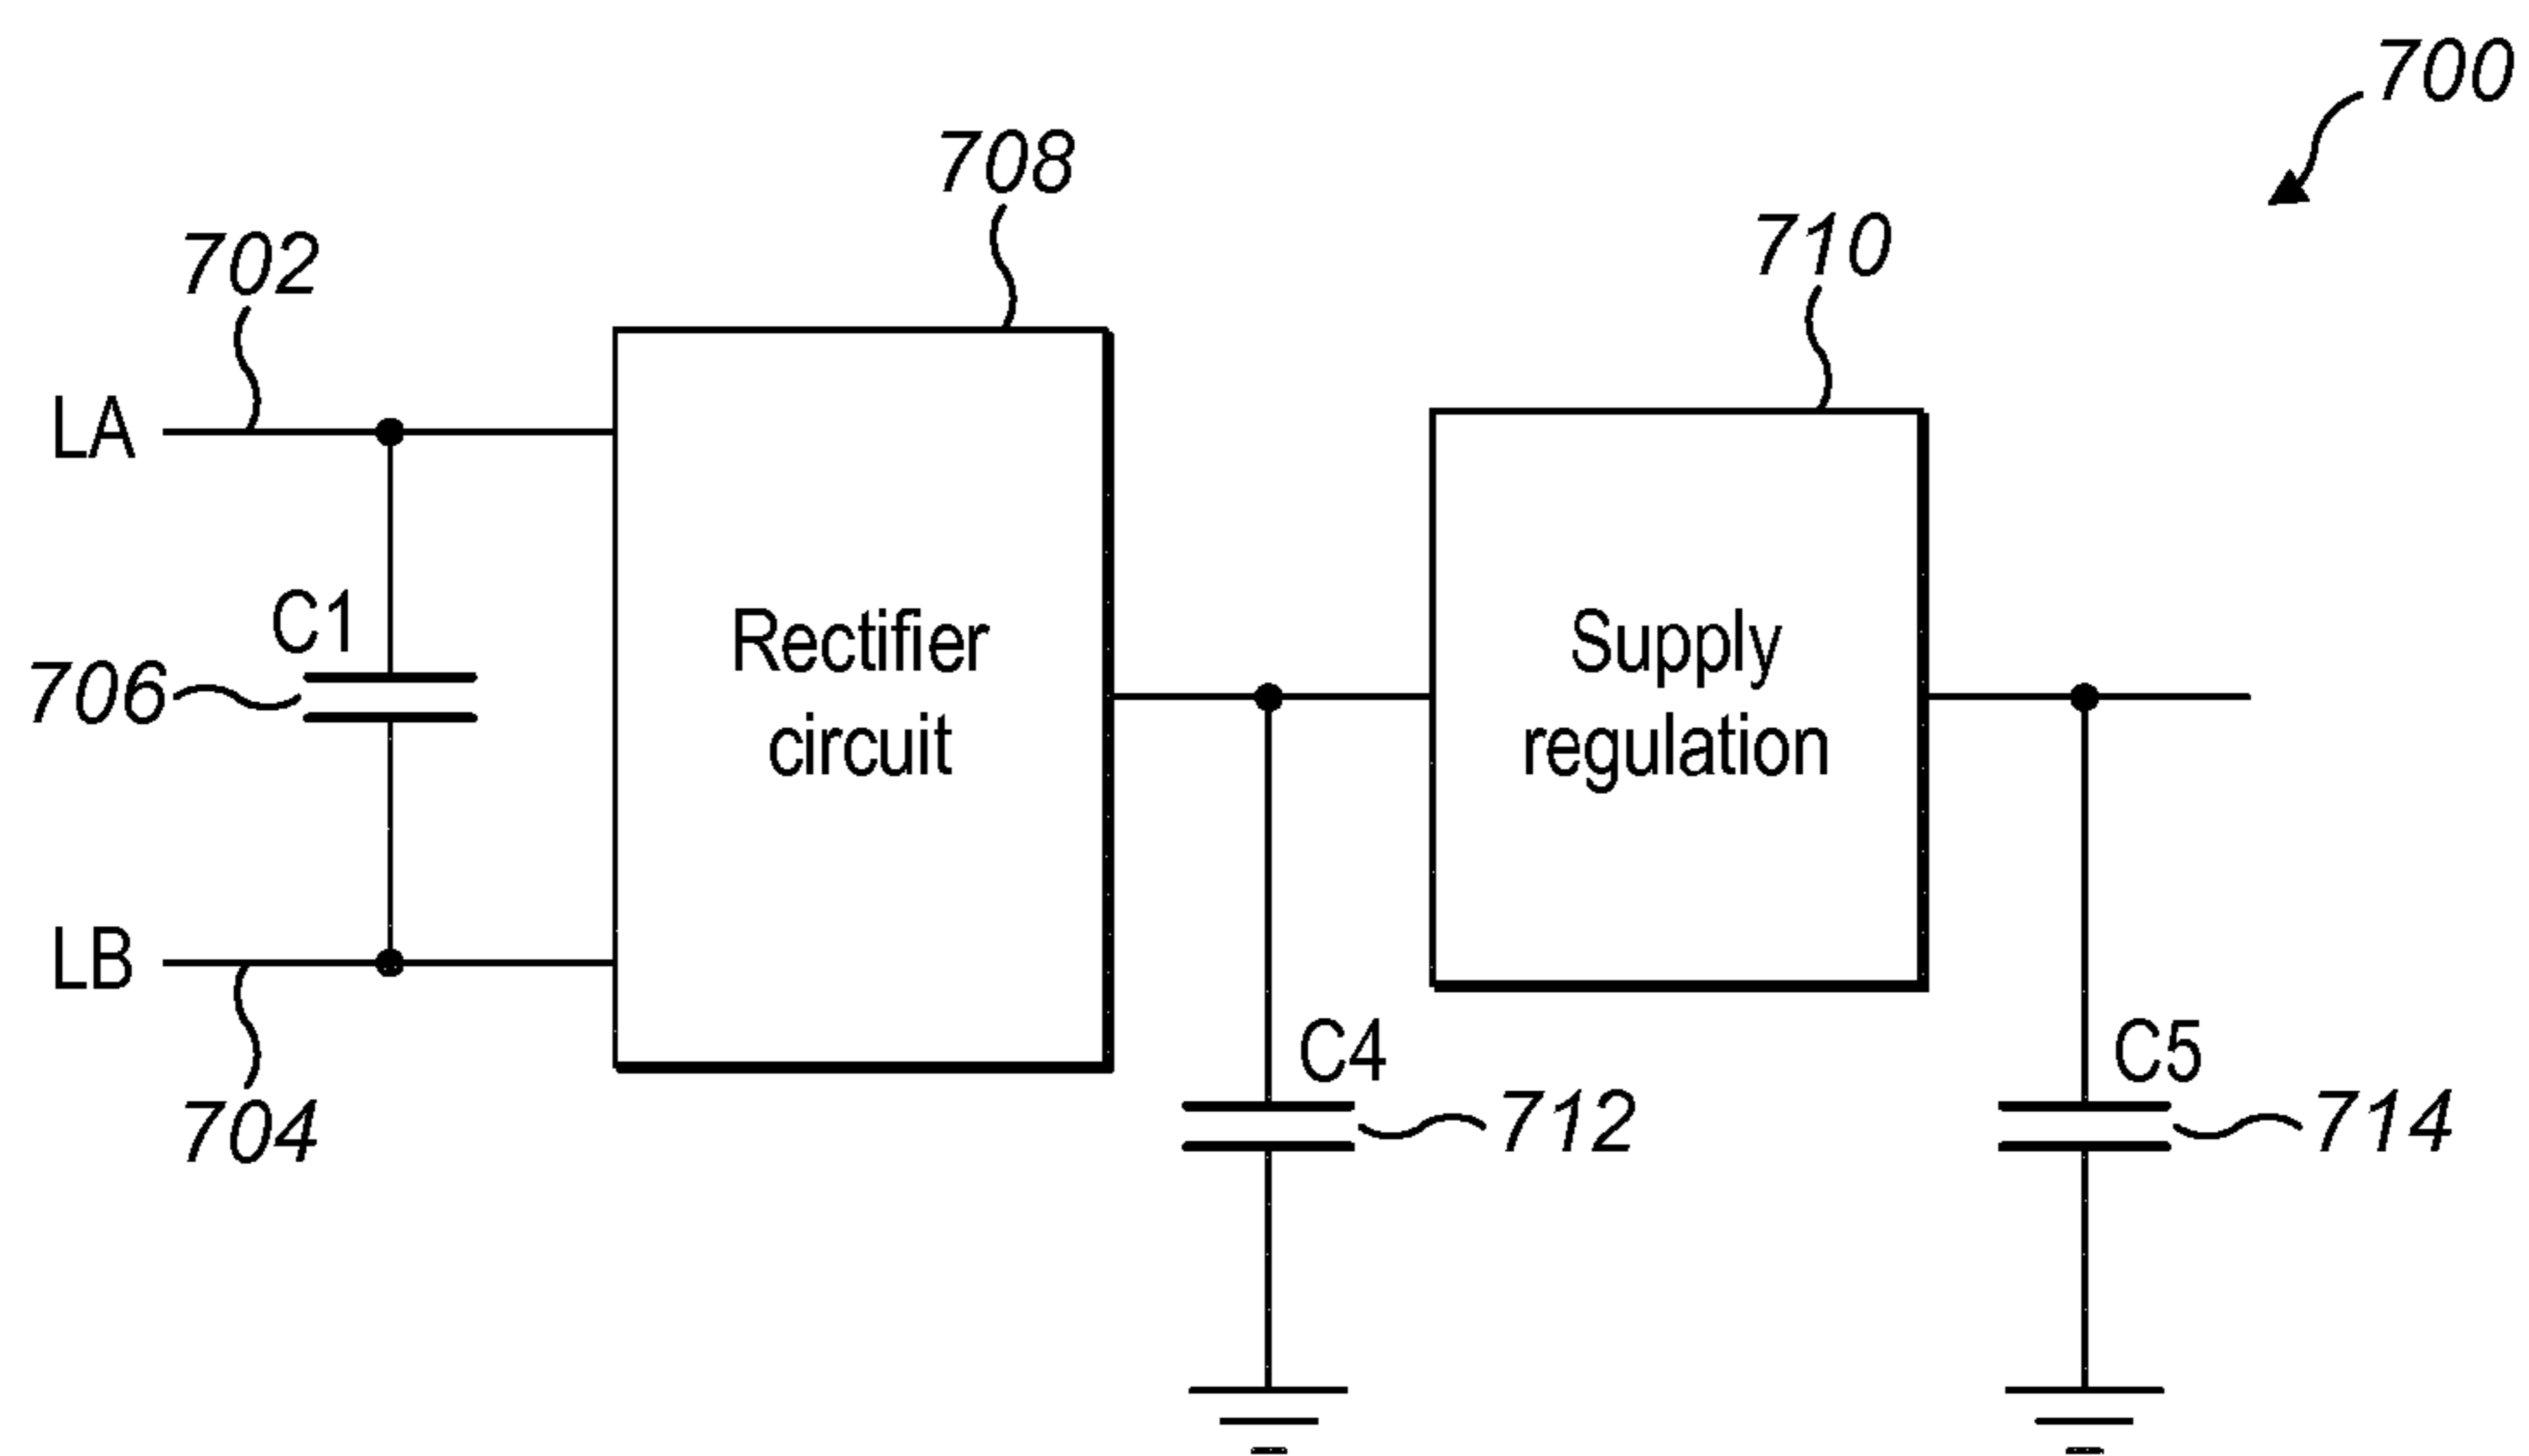 700
708
710
702
LA
C1
706
Rectifier
circuit
Supply
regulation
LB
704
C4
712
C5
714